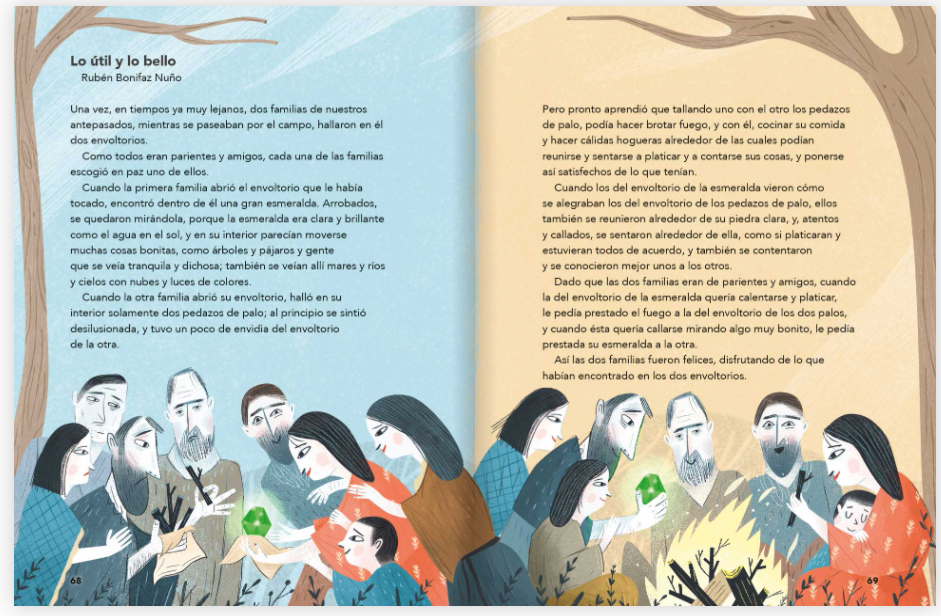 Lo útil y lo bello
Rubén Bonifaz Nuño
Una vez, en tiempos ya muy lejanos, dos familias de nuestros
antepasados, mientras se paseaban por el campo, hallaron en él
dos envoltorios.
Como todos eran parientes y amigos, cada una de las familias
escogió en paz uno de ellos.
Cuando la primera familia abrió el envoltorio que le había
tocado, encontró dentro de él una gran esmeralda. Arrobados,
se quedaron mirándola, porque la esmeralda era clara y brillante
como el agua en el sol, y en su interior parecían moverse
muchas cosas bonitas, como árboles y pájaros y gente
que se veía tranquila y dichosa; también se veían allí mares y ríos
y cielos con nubes y luces de colores.
Cuando la otra familia abrió su envoltorio, halló en su
interior solamente dos pedazos de palo; al principio se sintió
desilusionada, y tuvo un poco de envidia del envoltorio
de la otra.
68
Pero pronto aprendió que tallando uno con el otro los pedazos
de palo, podía hacer brotar fuego, y con él, cocinar su comida
y hacer cálidas hogueras alrededor de las cuales podían
reunirse y sentarse a platicar y a contarse sus cosas, y ponerse
así satisfechos de lo que tenían.
Cuando los del envoltorio de la esmeralda vieron cómo
se alegraban los del envoltorio de los pedazos de palo, ellos
también se reunieron alrededor de su piedra clara, y, atentos
y callados, se sentaron alrededor de ella, como si platicaran y
estuvieran todos de acuerdo, y también se contentaron
y se conocieron mejor unos a los otros.
Dado que las dos familias eran de parientes y amigos, cuando
la del envoltorio de la esmeralda quería calentarse y platicar,
le pedía prestado el fuego a la del envoltorio de los dos palos,
y cuando ésta quería callarse mirando algo muy bonito, le pedía
prestada su esmeralda a la otra.
Así las dos familias fueron felices, disfrutando de lo que
habían encontrado en los dos envoltorios.
69